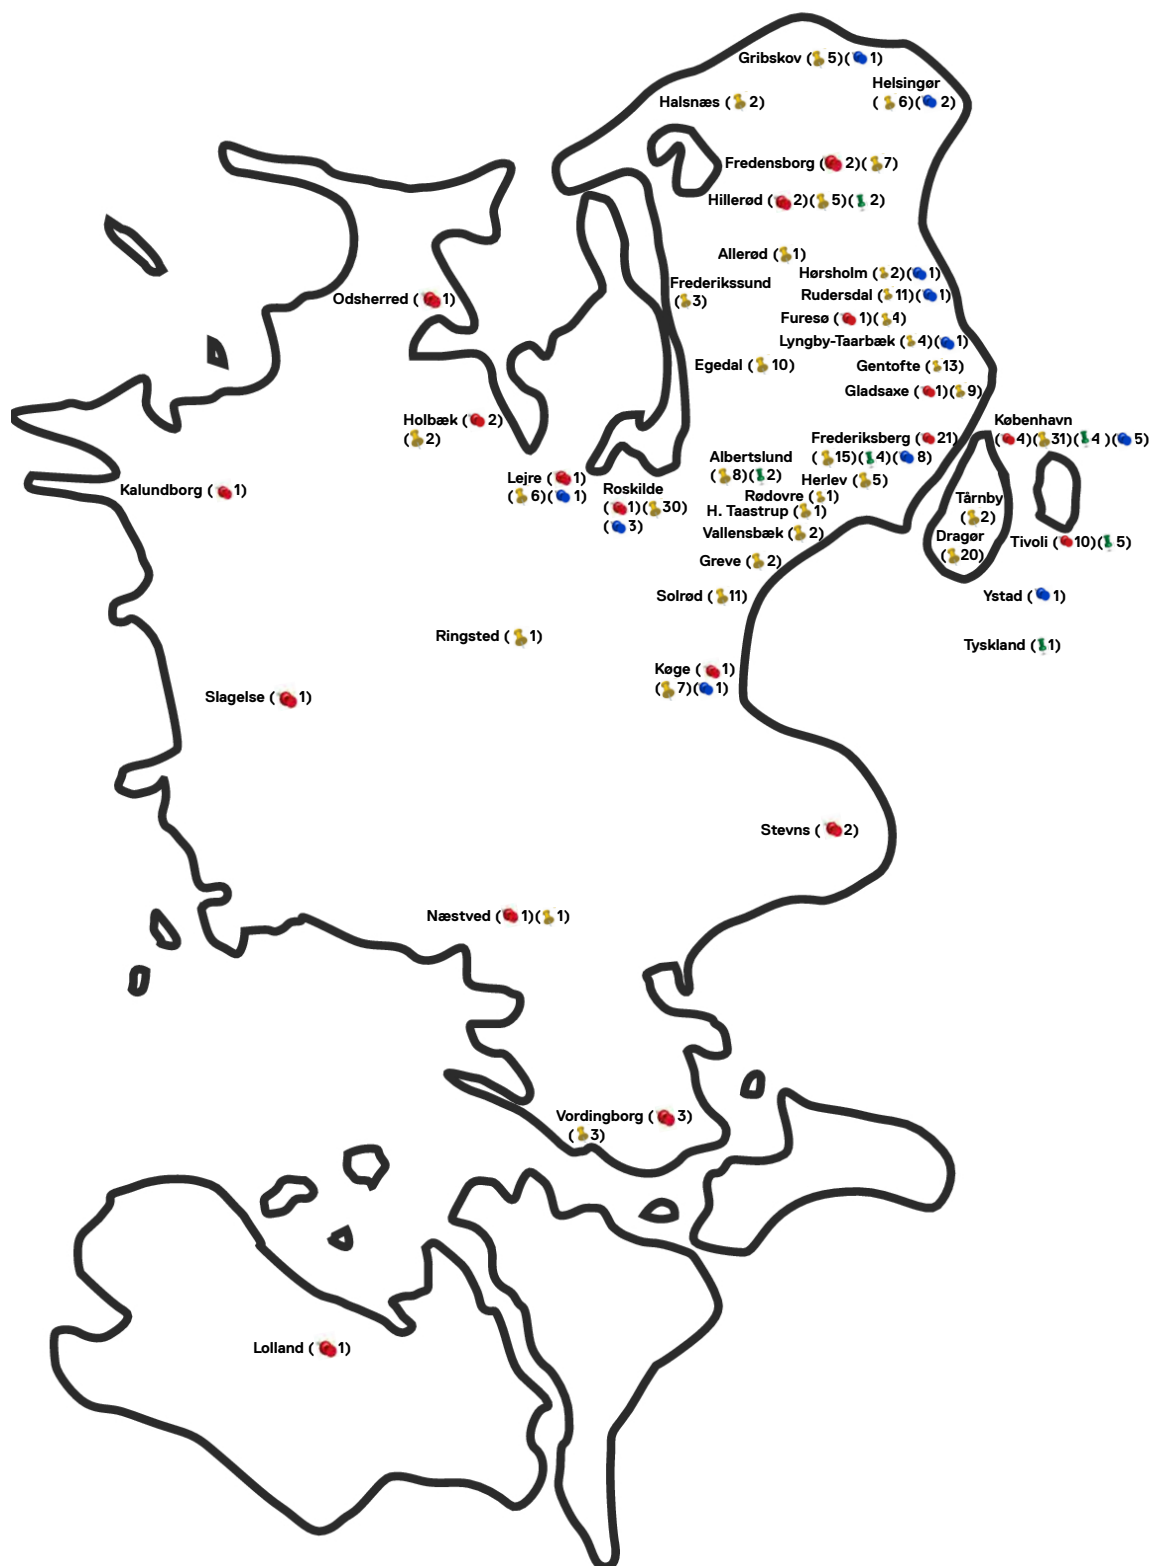 Gribskov (5)(1)
Helsingør
(6)(2)
Halsnæs (2)
Fredensborg (2)(7)
Hillerød (2)(5)(2)
Allerød (1)
Hørsholm (2)(1)
Frederikssund
(3)
Rudersdal (11)(1)
Odsherred (1)
Furesø (1)(4)
Lyngby-Taarbæk (4)(1)
Egedal (10)
Gentofte (13)
Gladsaxe (1)(9)
Holbæk (2)
(2)
København
(4)(31)(4)(5)
Frederiksberg (21)
(15)(4)(8)
Albertslund
(8)(2)
Lejre (1)
(6)(1)
Herlev (5)
Kalundborg (1)
Roskilde
(1)(30)
(3)
Rødovre (1)
Tårnby
(2)
H. Taastrup (1)
Vallensbæk (2)
Dragør
(20)
Tivoli (10)(5)
Greve (2)
Solrød (11)
Ystad (1)
Ringsted (1)
Tyskland (1)
Køge (1)
(7)(1)
Slagelse (1)
Stevns (2)
Næstved (1)(1)
Vordingborg (3)
(3)
Lolland (1)